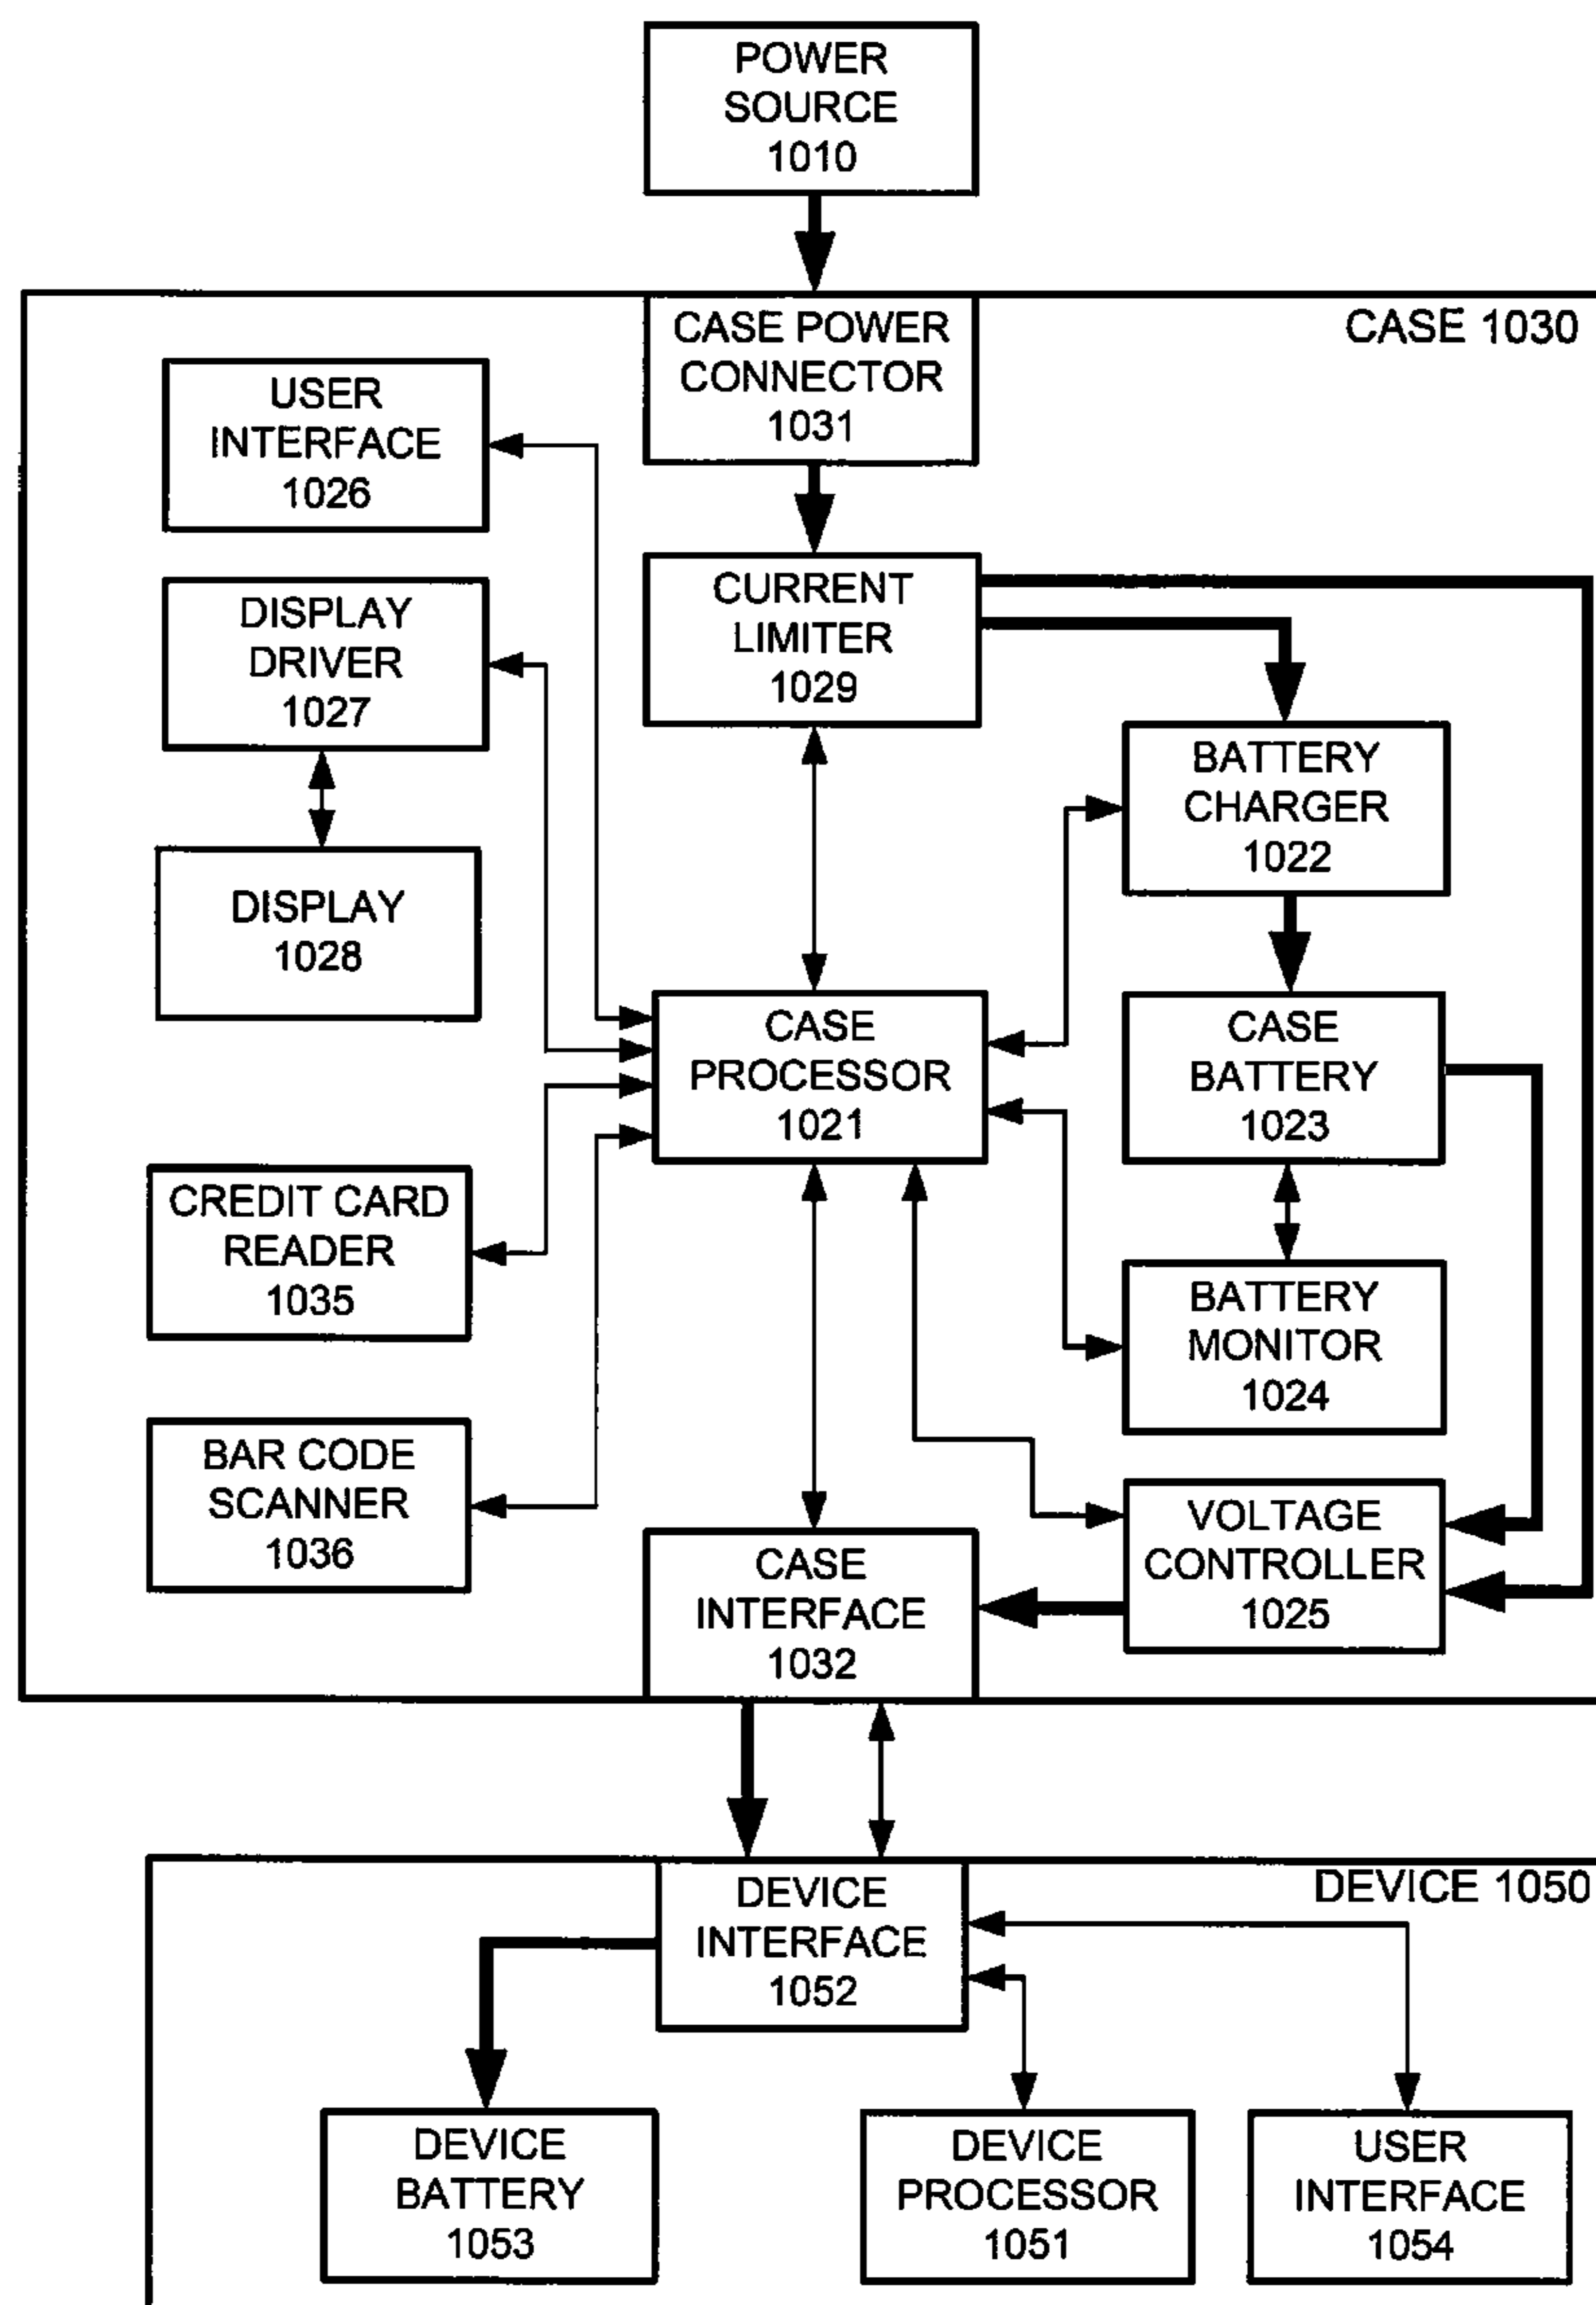 POWER
SOURCE
1010
CASE 1030
CASE POWER
CONNECTOR
1031
USER
INTERFACE
1026
CURRENT
LIMITER
1029
DISPLAY
DRIVER
1027
BATTERY
CHARGER
1022
DISPLAY
1028
CASE
PROCESSOR
1021
CASE
BATTERY
1023
CREDIT CARD
READER
1035
BATTERY
MONITOR
1024
BAR CODE
SCANNER
1036
VOLTAGE
CONTROLLER
1025
CASE
INTERFACE
1032
DEVICE 1050
DEVICE
INTERFACE
1052
DEVICE
BATTERY
1053
DEVICE
PROCESSOR
1051
USER
INTERFACE
1054